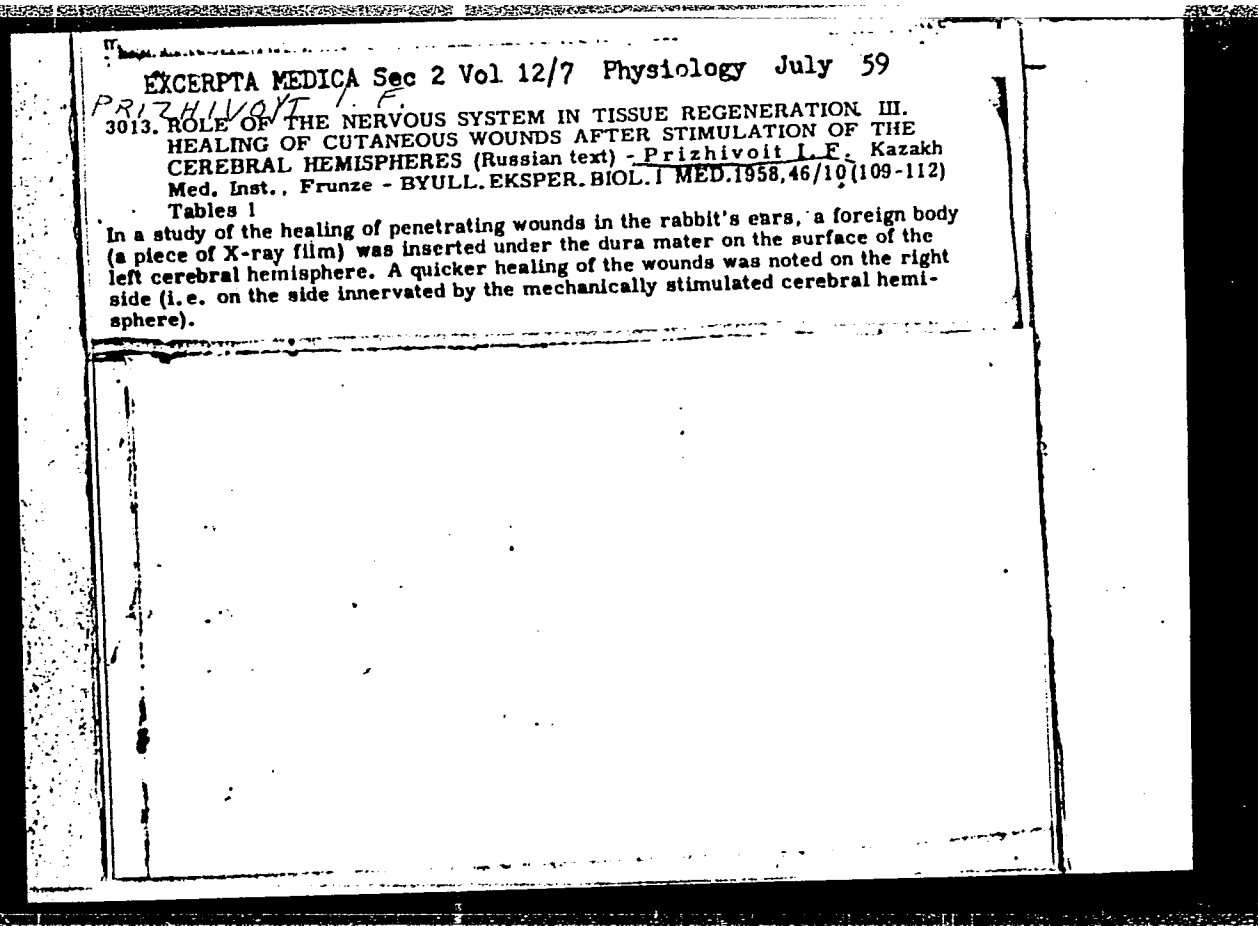 EXCERPTA MEDICA Sec 2 Vol 12/7 Physiology July 59
PRIZHIVOYT I. F.
3013. ROLE OF THE NERVOUS SYSTEM IN TISSUE REGENERATION. III.
HEALING OF CUTANEOUS WOUNDS AFTER STIMULATION OF THE
CEREBRAL HEMISPHERES (Russian text) - Prizhivoit I. F. Kazakh
Med. Inst., Frunze - BYULL. EKSPER. BIOL. I MED. 1958, 46/10 (109-112)
Tables 1
In a study of the healing of penetrating wounds in the rabbit's ears, a foreign body
(a piece of X-ray film) was inserted under the dura mater on the surface of the
left cerebral hemisphere. A quicker healing of the wounds was noted on the right
side (i.e. on the side innervated by the mechanically stimulated cerebral hemi-
sphere).